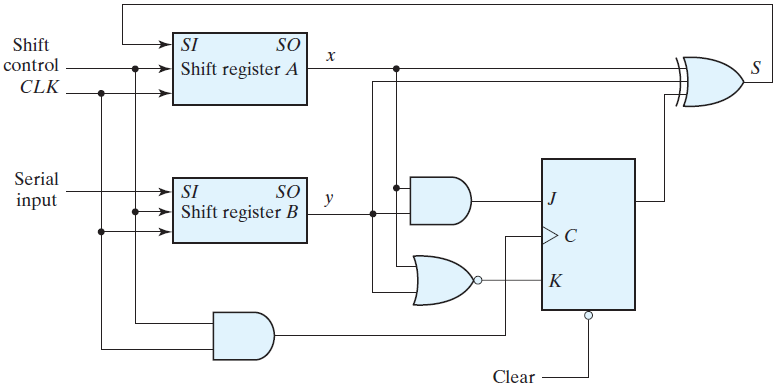 Shift
control
CLK
SI SO
Shift register A
x
S
Serial
input
SI SO
Shift register B
y
J
C
K
Clear